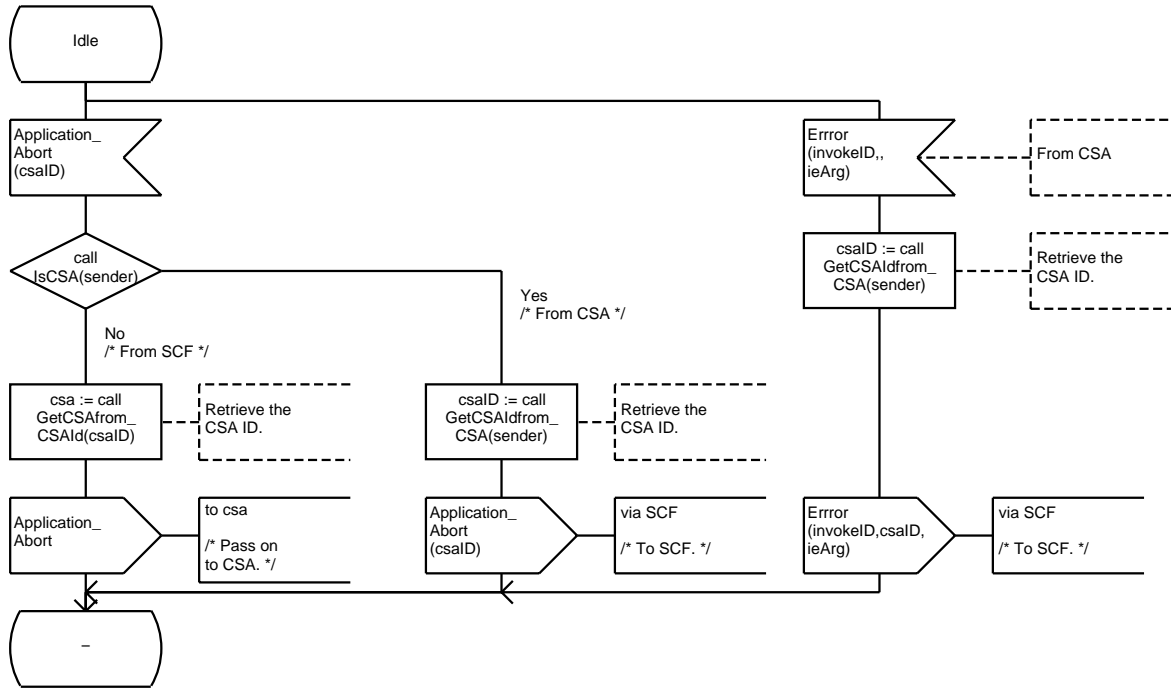 Idle
Application_
Abort
(csaID)
Errror
(invokeID,,
ieArg)
From CSA
call
IsCSA(sender)
csaID := call
GetCSAIdfrom_
CSA(sender)
Retrieve the
CSA ID.
Yes
/* From CSA */
No
/* From SCF */
csa := call
GetCSAfrom_
CSAId(csaID)
Retrieve the
CSA ID.
csaID := call
GetCSAIdfrom_
CSA(sender)
Retrieve the
CSA ID.
Application_
Abort
to csa
/* Pass on
to CSA. */
Application_
Abort
(csaID)
via SCF
/* To SCF. */
Errror
(invokeID,csaID,
ieArg)
via SCF
/* To SCF. */
–